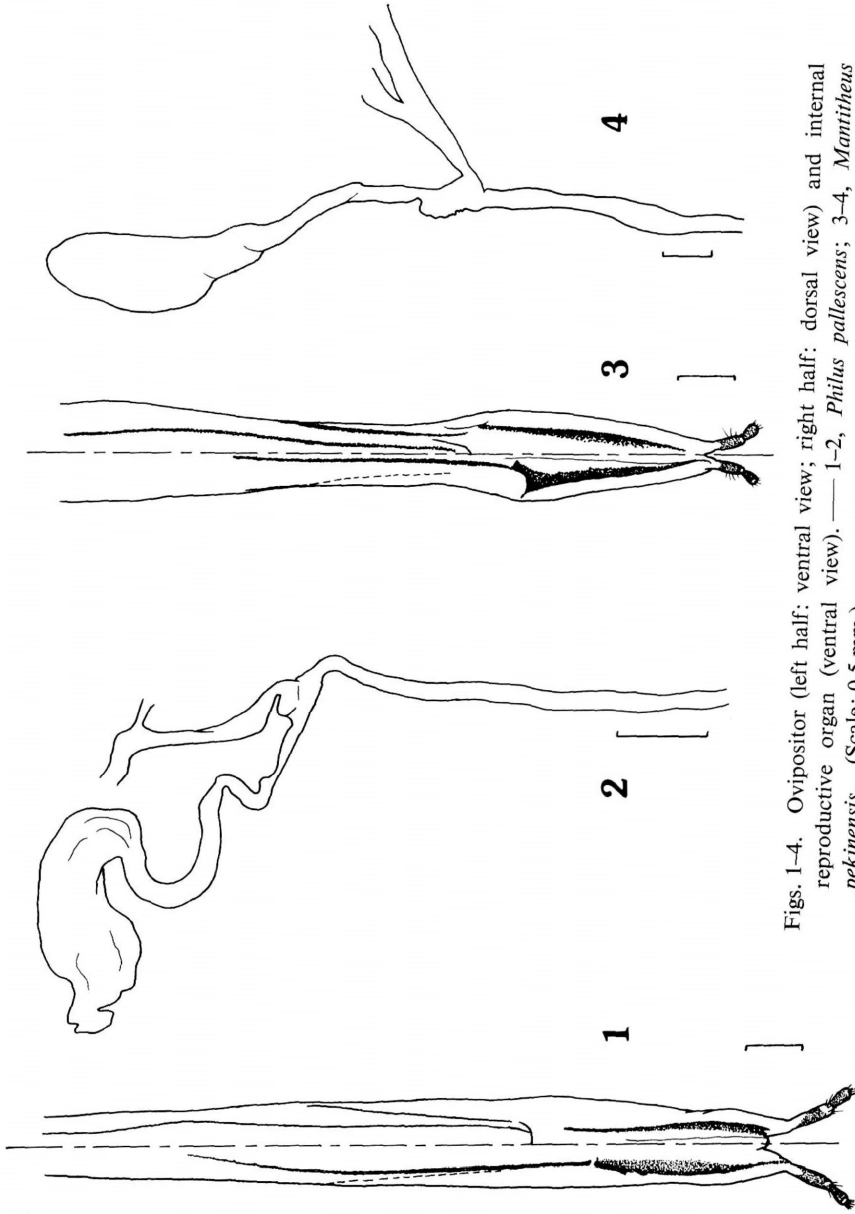 1
2
3
4
Figs. 1–4. Ovipositor (left half: ventral view; right half: dorsal view) and internal
reproductive organ (ventral view). —— 1–2, Philus pallescens; 3–4, Mantitheus
pekinensis. (Scale: 0.5 mm.)